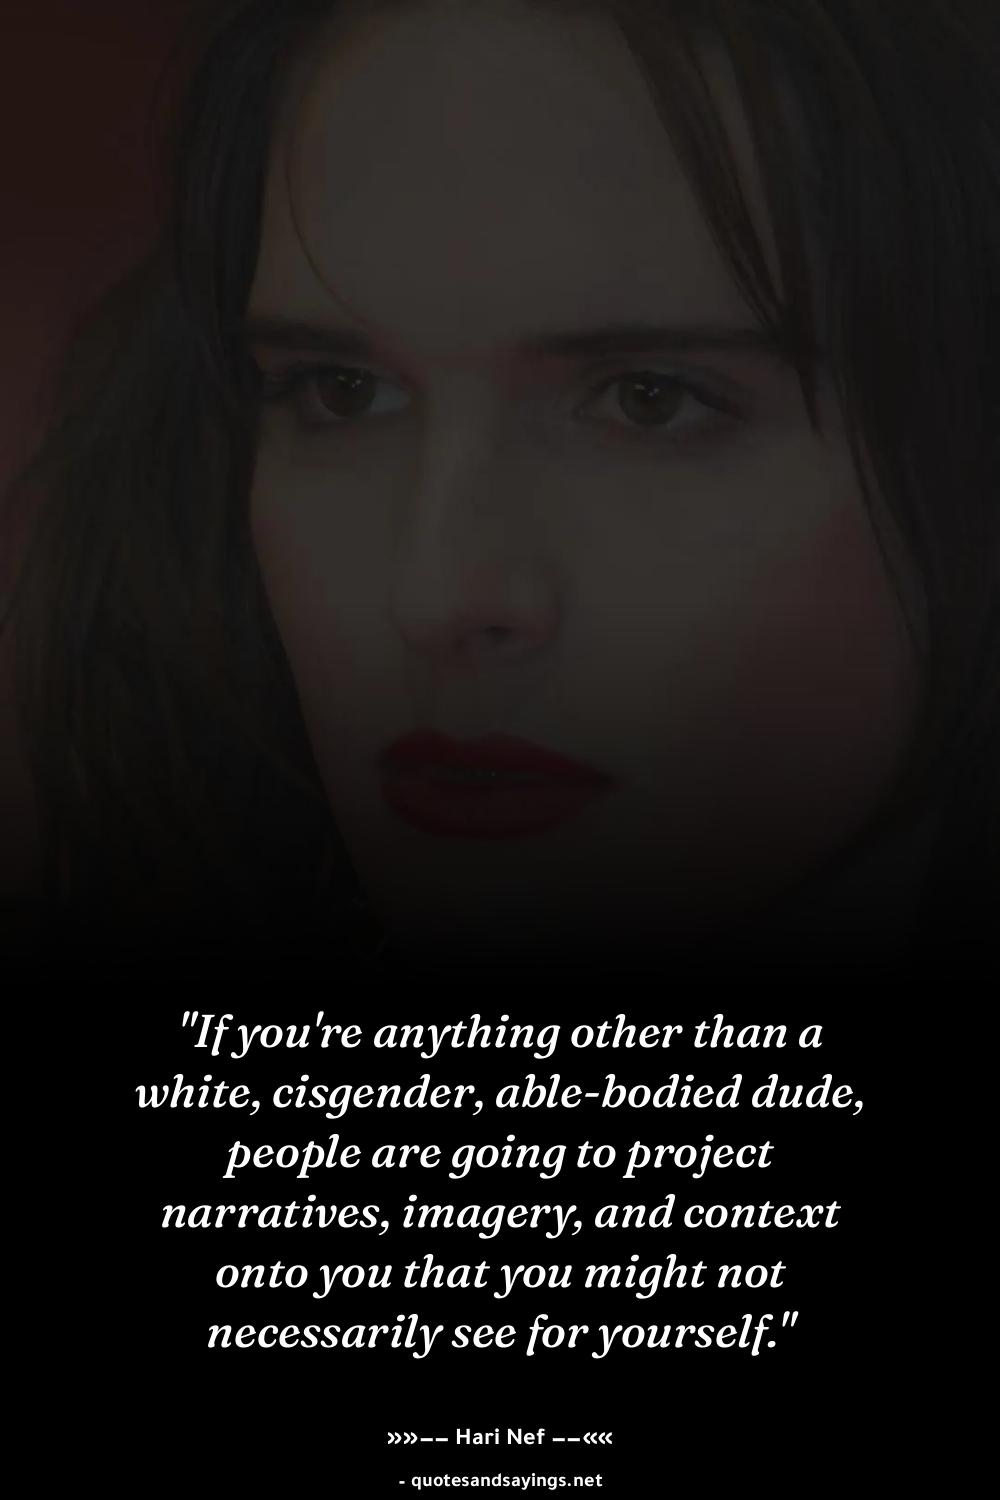 "If you're anything other than a
white, cisgender, able-bodied dude,
people are going to project
narratives, imagery, and context
onto you that you might not
necessarily see for yourself."
»»−− Hari Nef −−««
- quotesandsayings.net